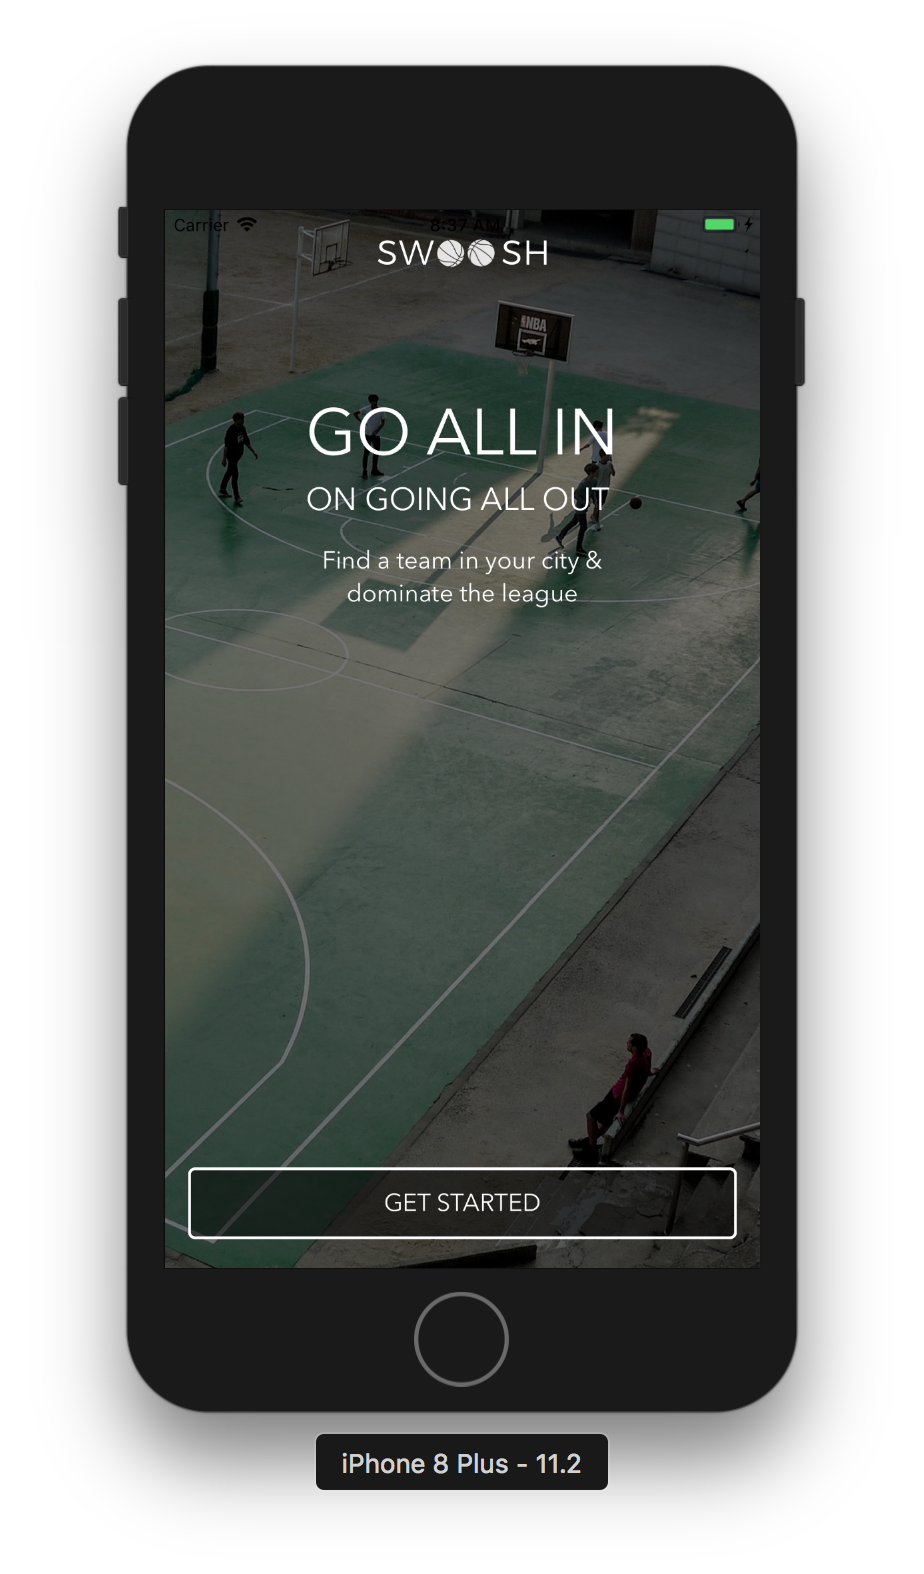 Carrier 8:37 AM
SWOOSH
NBA
GO ALL IN
ON GOING ALL OUT
Find a team in your city &
dominate the league
GET STARTED
iPhone 8 Plus - 11.2